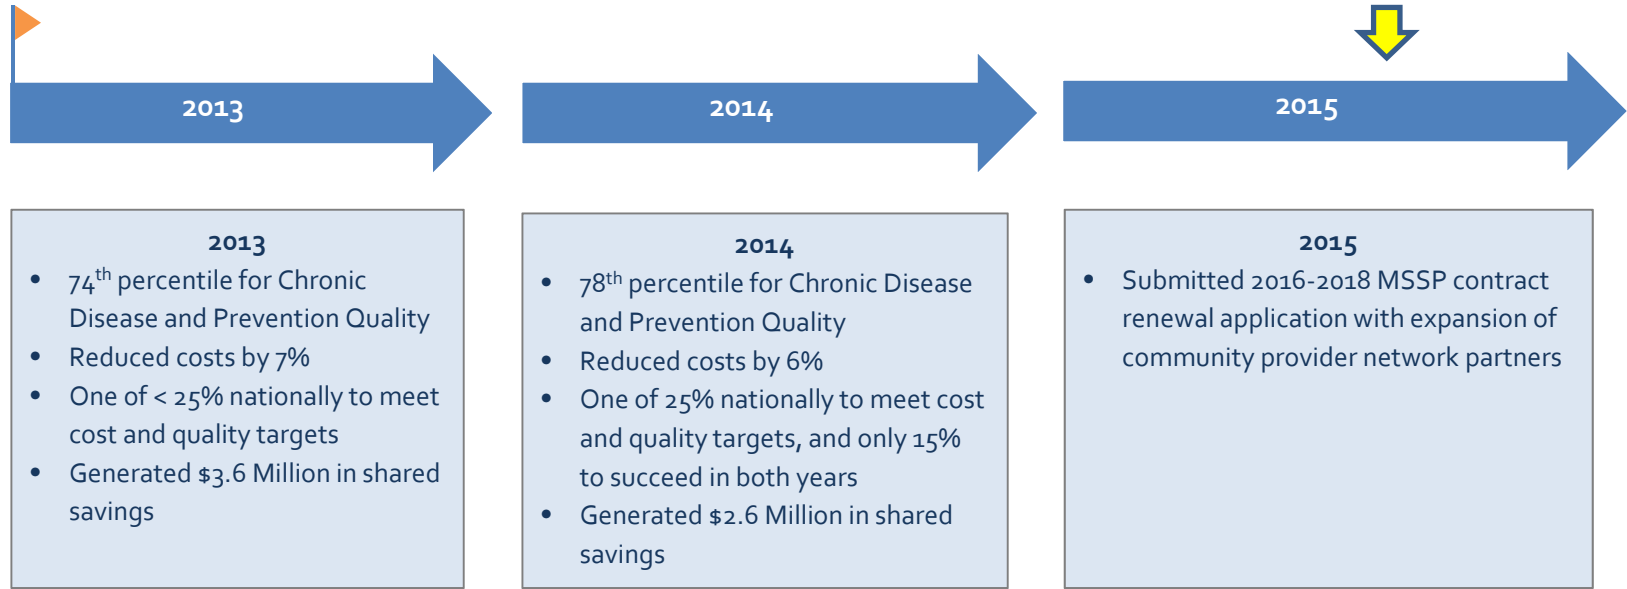 2013
2014
2015
2013
• 74th percentile for Chronic
Disease and Prevention Quality
• Reduced costs by 7%
• One of < 25% nationally to meet
cost and quality targets
• Generated $3.6 Million in shared
savings
2014
• 78th percentile for Chronic Disease
and Prevention Quality
• Reduced costs by 6%
• One of 25% nationally to meet cost
and quality targets, and only 15%
to succeed in both years
• Generated $2.6 Million in shared
savings
2015
• Submitted 2016-2018 MSSP contract
renewal application with expansion of
community provider network partners